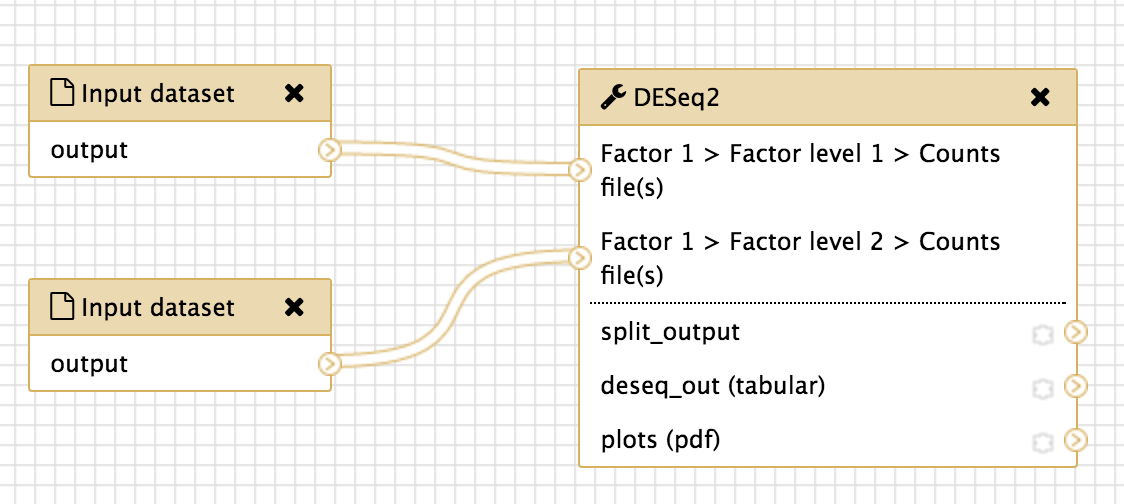 Input dataset
output
Input dataset
output
DESeq2
Factor 1 > Factor level 1 > Counts
file(s)
Factor 1 > Factor level 2 > Counts
file(s)
split_output
deseq_out (tabular)
plots (pdf)